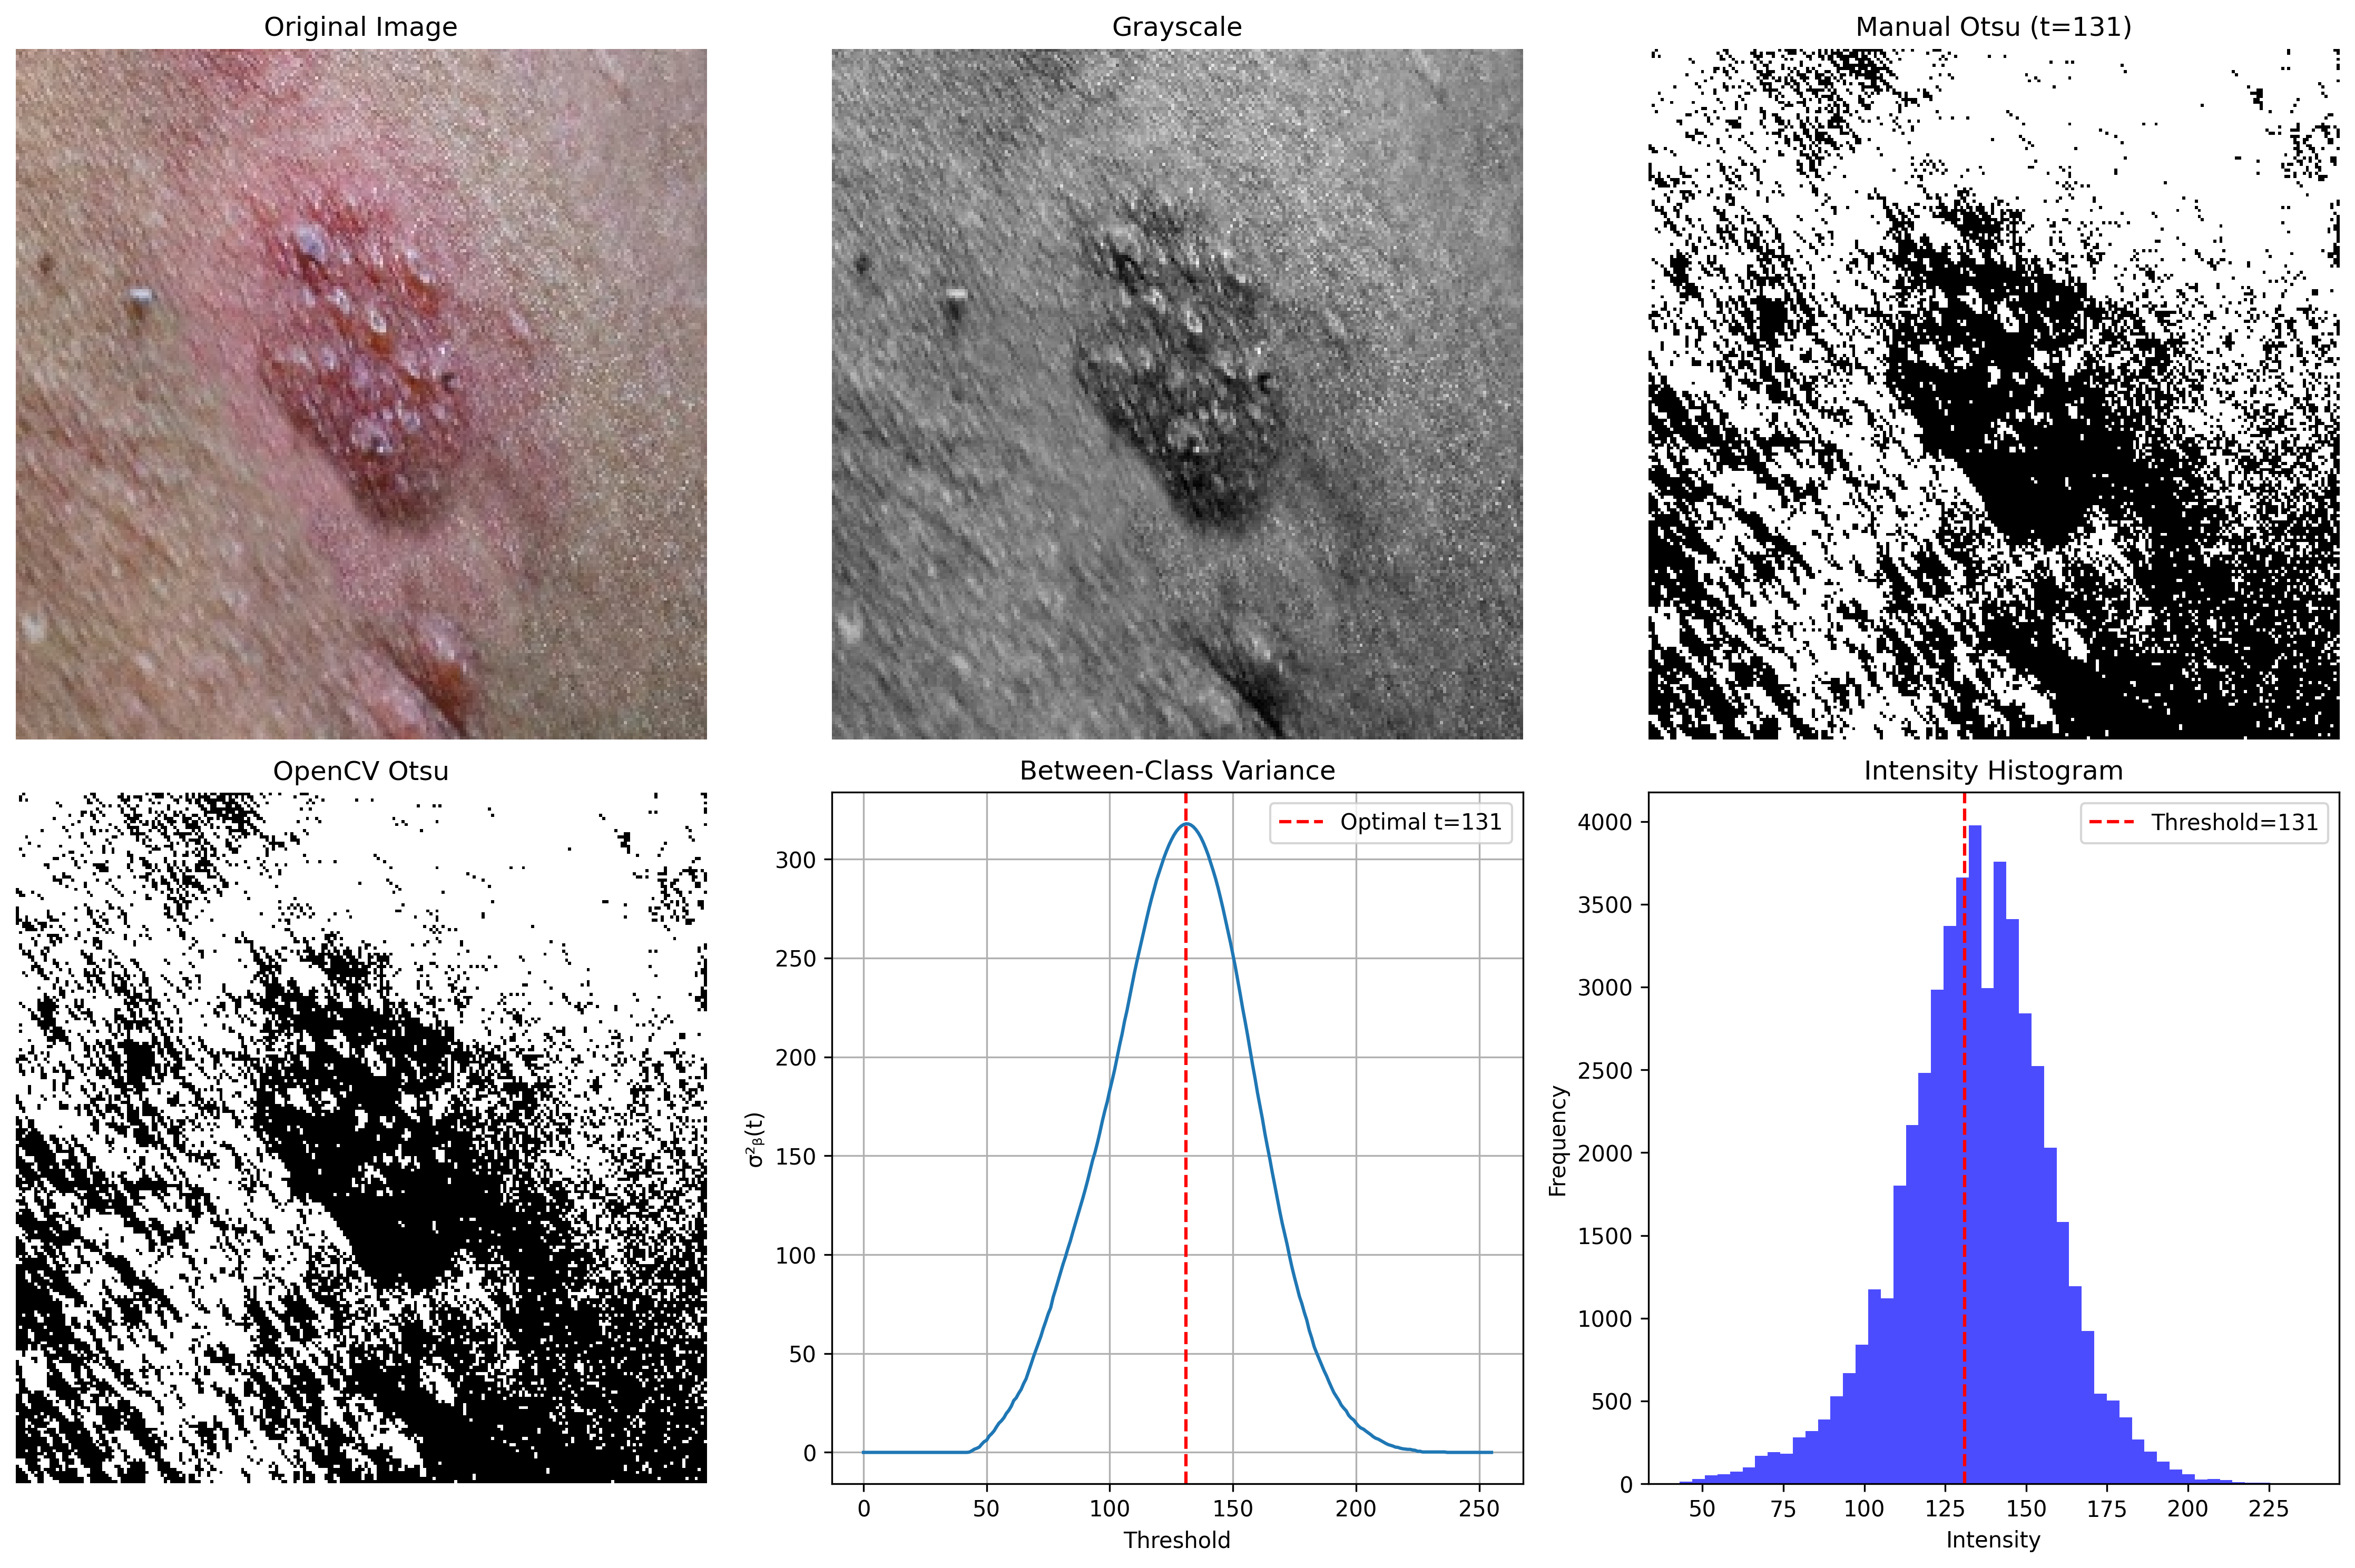 Original Image
Grayscale
Manual Otsu (t=131)
OpenCV Otsu
Between-Class Variance
Intensity Histogram
Optimal t=131
Threshold=131
σ²ᵦ(t)
300
250
200
150
100
50
0
0 50 100 150 200 250
Threshold
Frequency
4000
3500
3000
2500
2000
1500
1000
500
0
50 75 100 125 150 175 200 225
Intensity